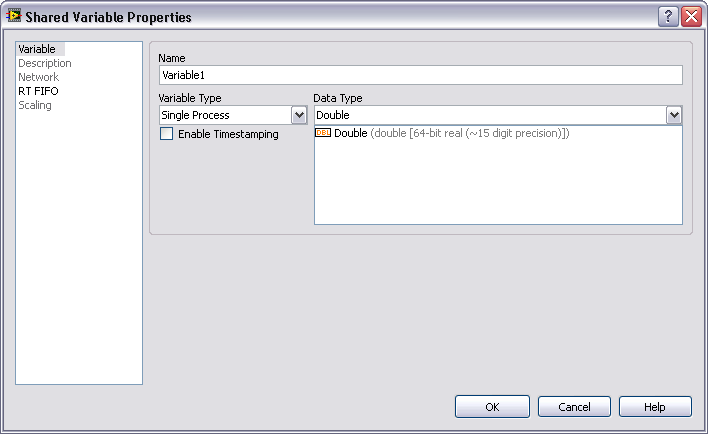 Shared Variable Properties
Variable
Description
Network
RT FIFO
Scaling
Name
Variable1
Variable Type
Data Type
Single Process
Double
Enable Timestamping
DBL Double (double [64-bit real (~15 digit precision)])
OK
Cancel
Help